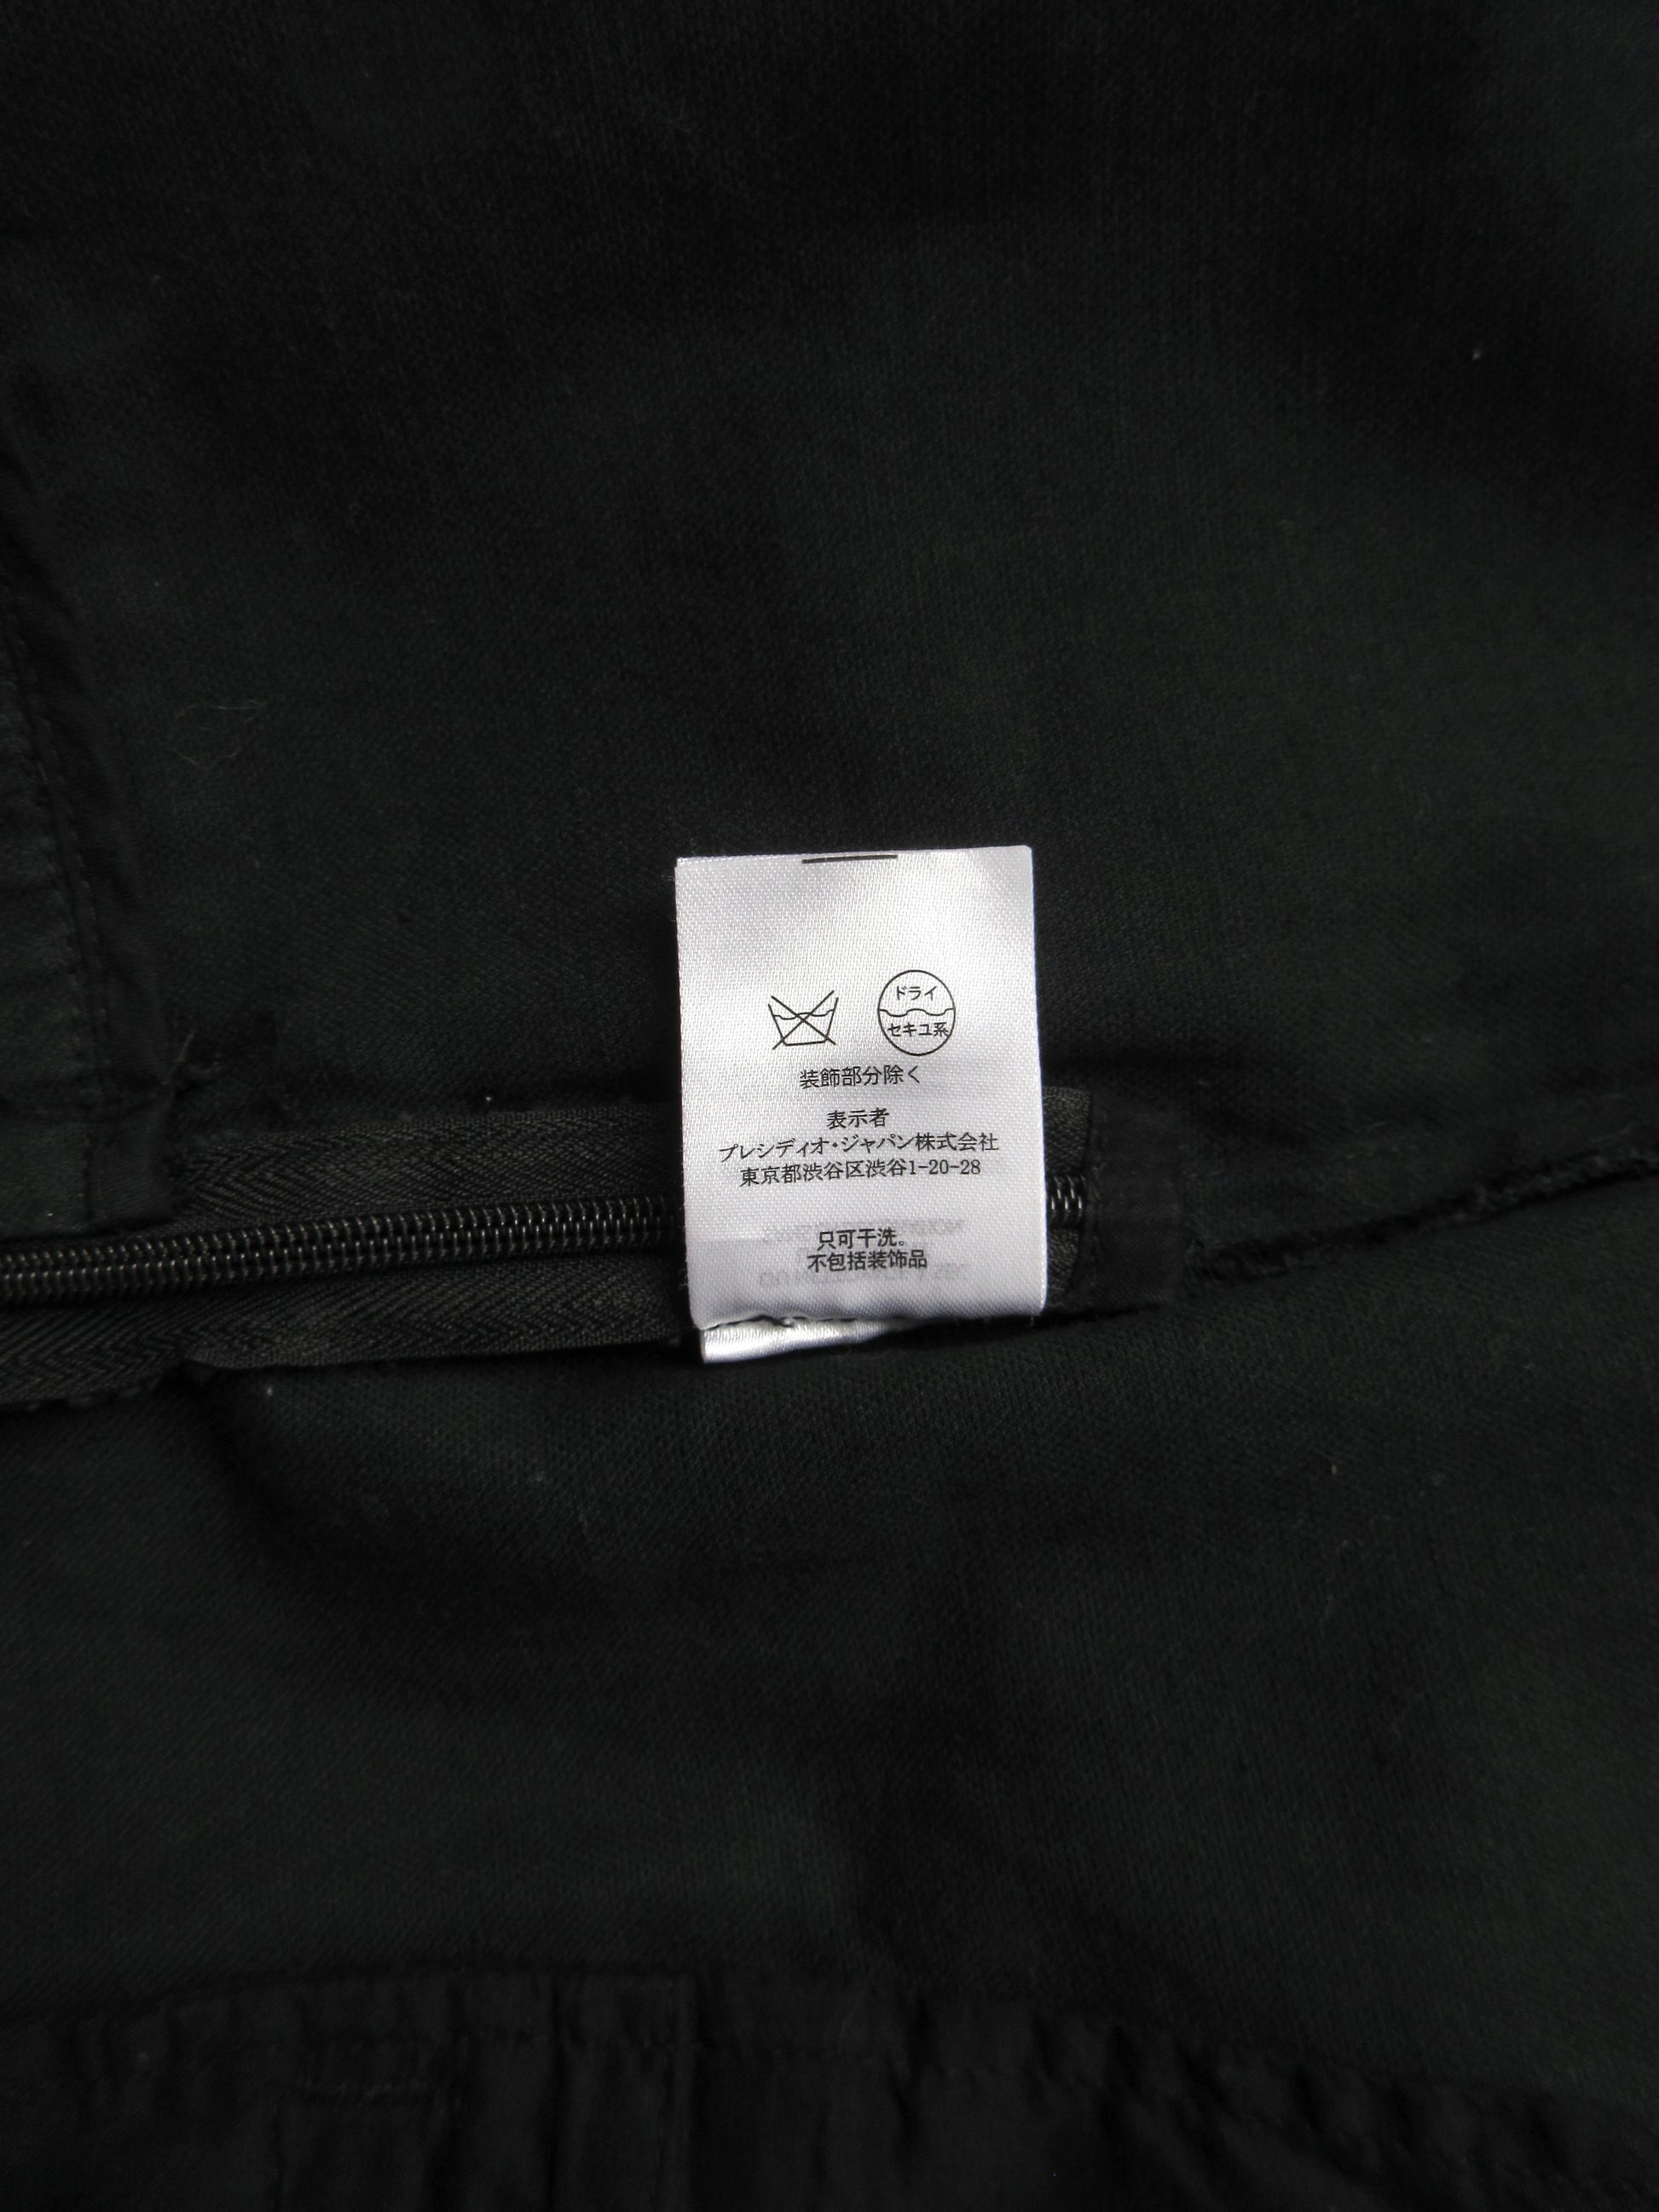 ドライ
セキユ系
装飾部分除く
表示者
プレシディオ・ジャパン株式会社
東京都渋谷区渋谷1-20-28
只可干洗。
不包括装饰品